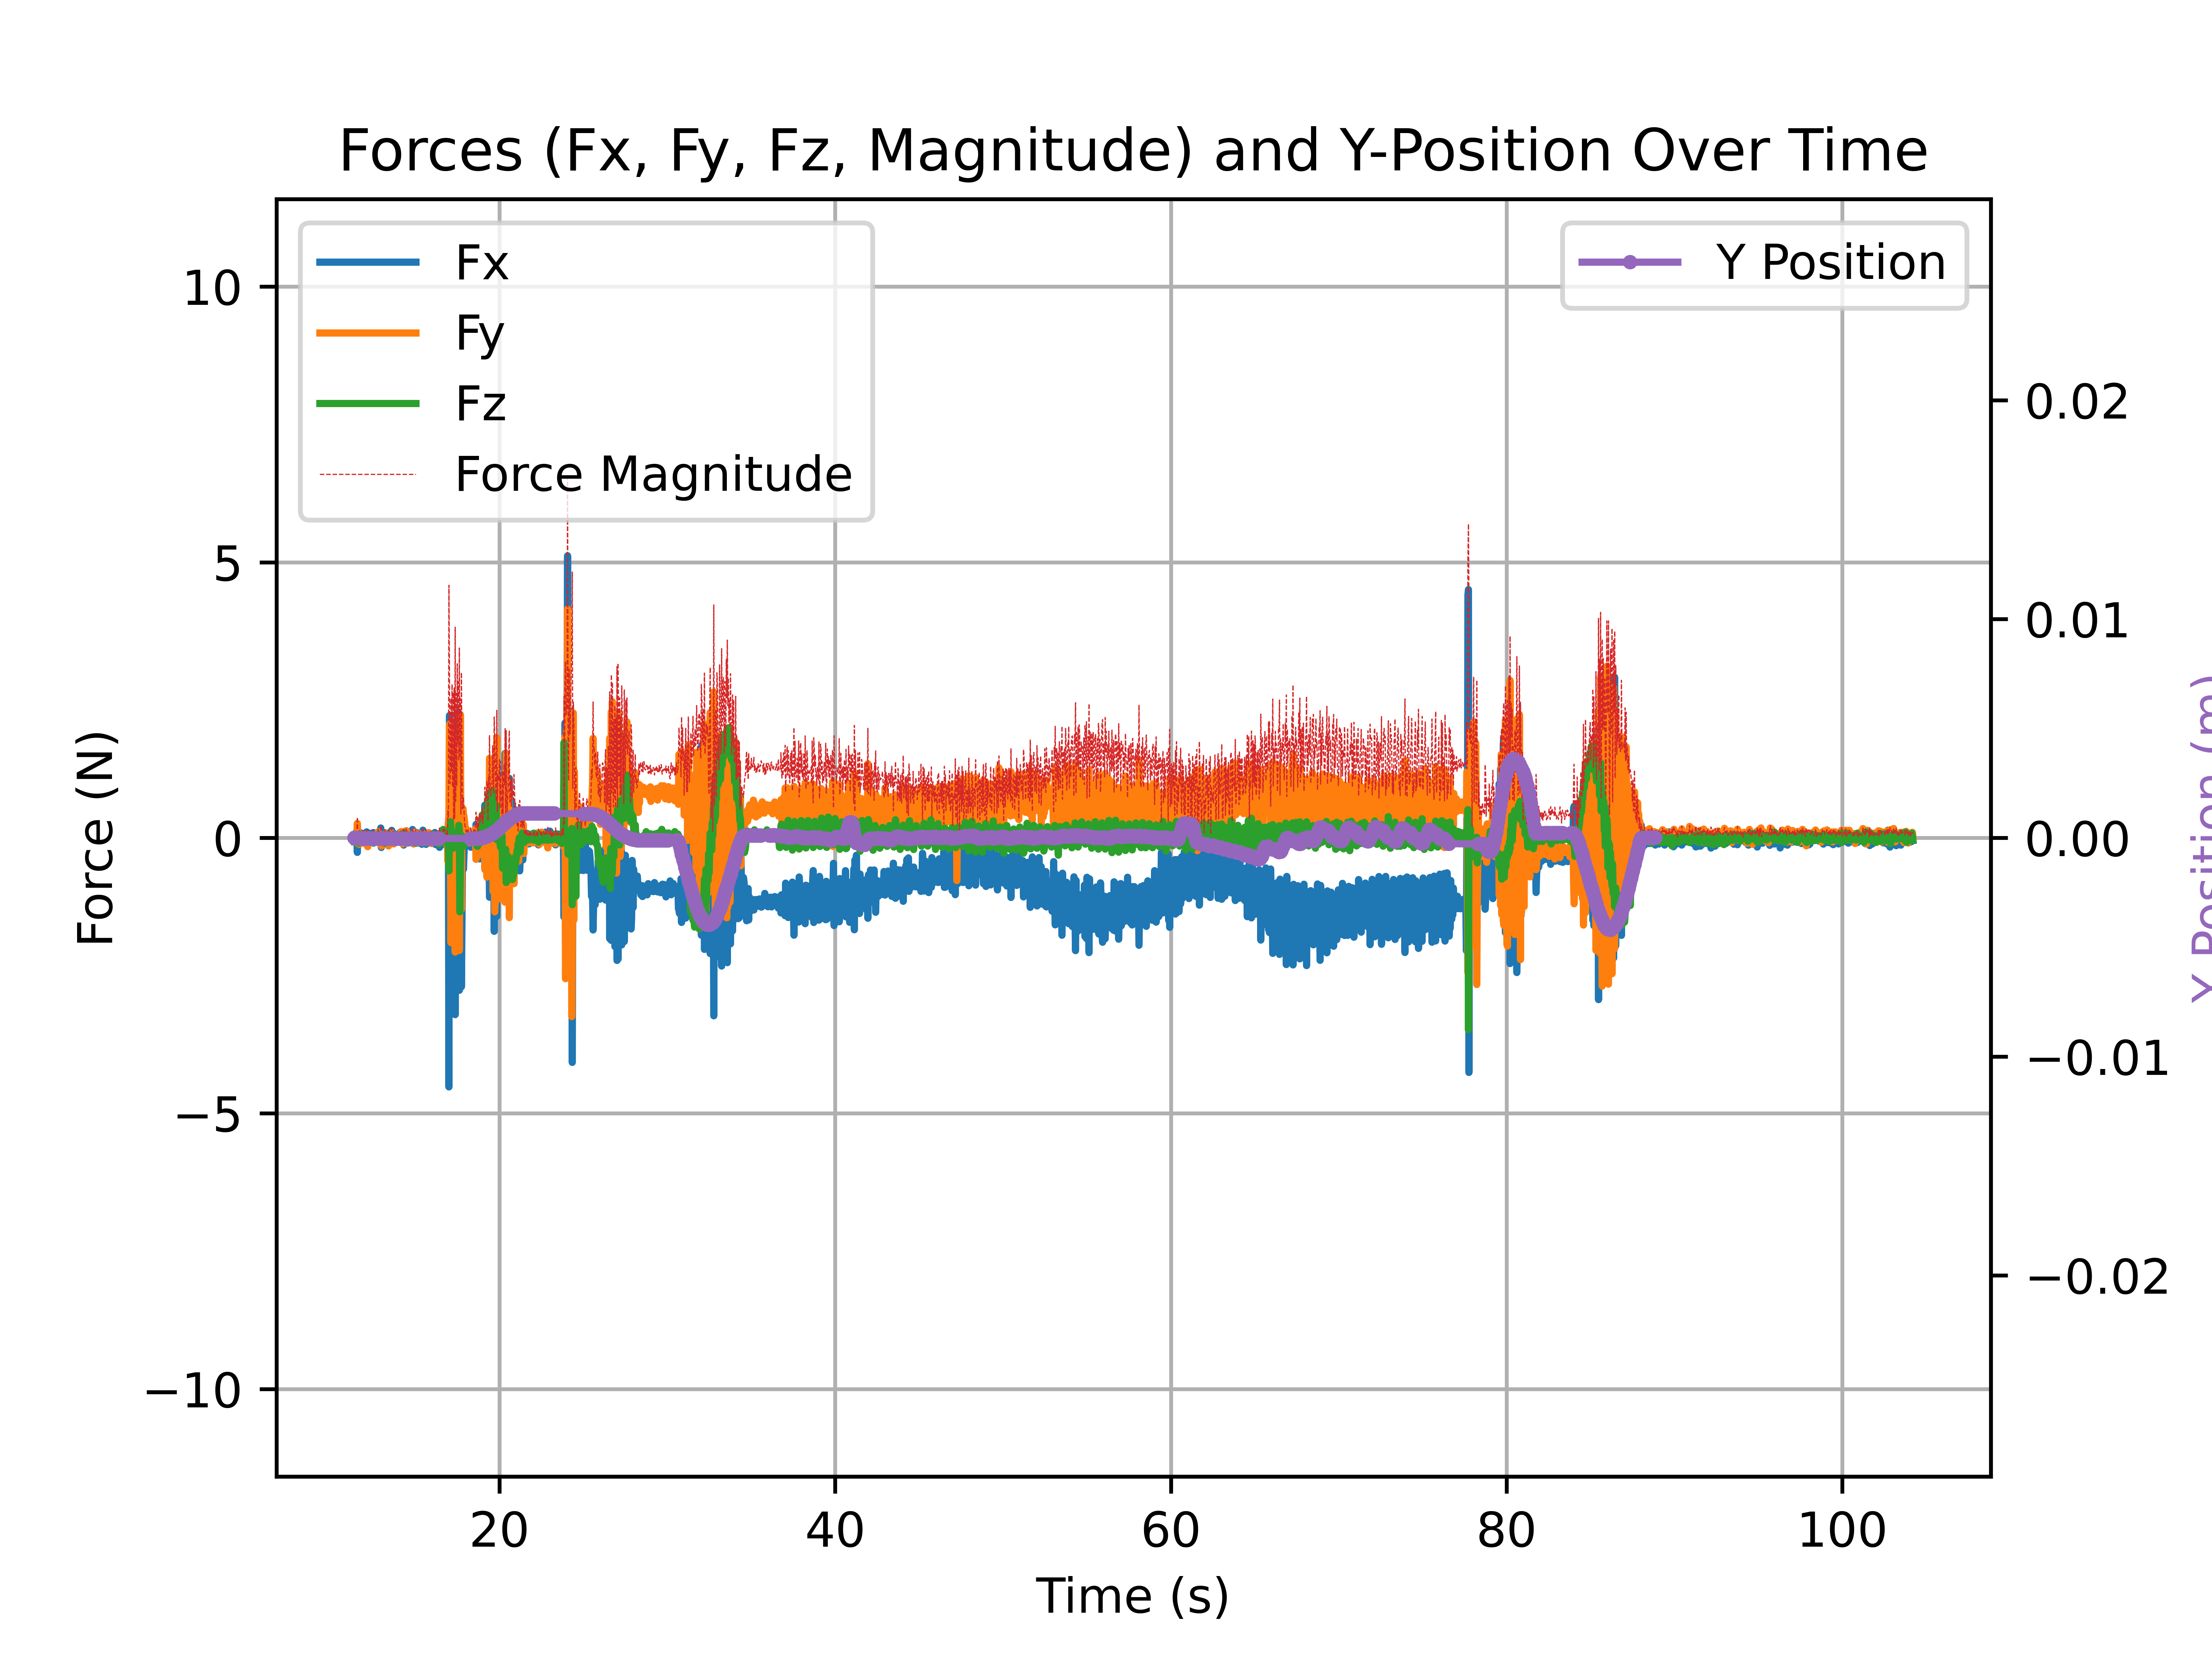 Forces (Fx, Fy, Fz, Magnitude) and Y-Position Over Time
Fx
Fy
Fz
Force Magnitude
Y Position
10
5
0
−5
−10
Force (N)
0.02
0.01
0.00
−0.01
−0.02
Y Position (m)
20
40
60
80
100
Time (s)